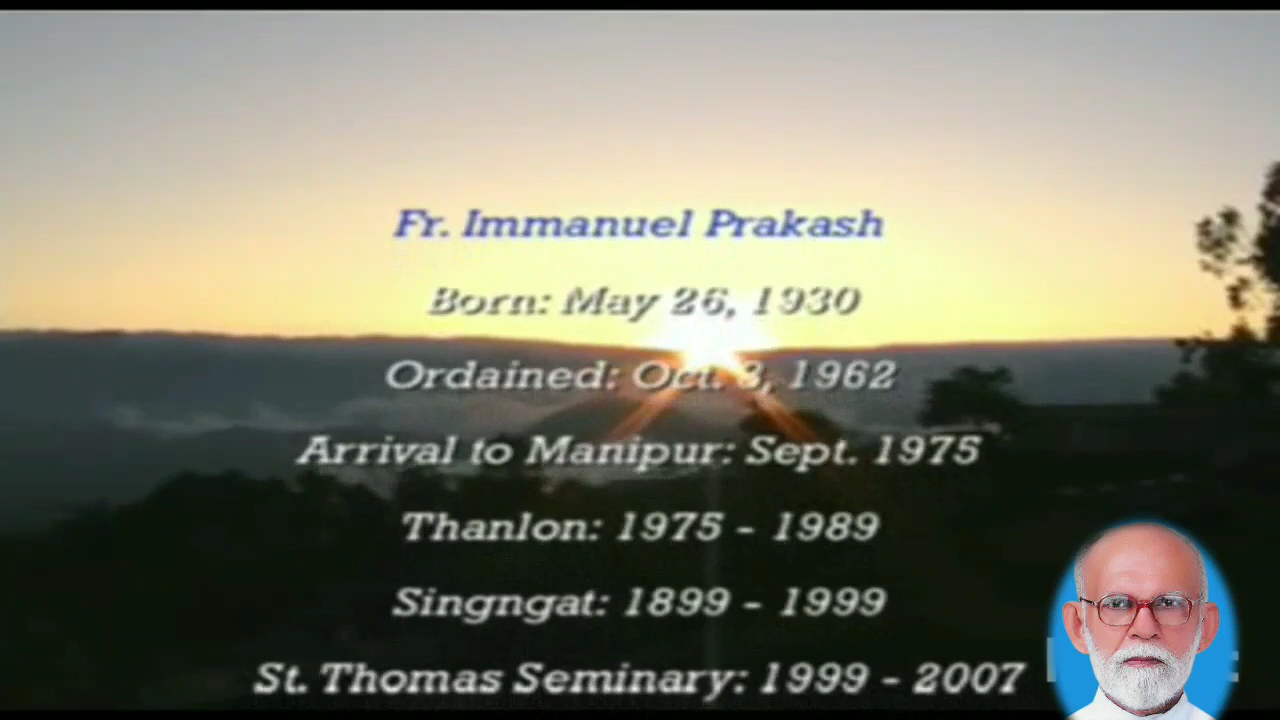 Fr. Immanuel Prakash
Born: May 26, 1930
Ordained: Oct. 3, 1962
Arrival to Manipur: Sept. 1975
Thanlon: 1975 - 1989
Singngat: 1899 - 1999
St. Thomas Seminary: 1999 - 2007